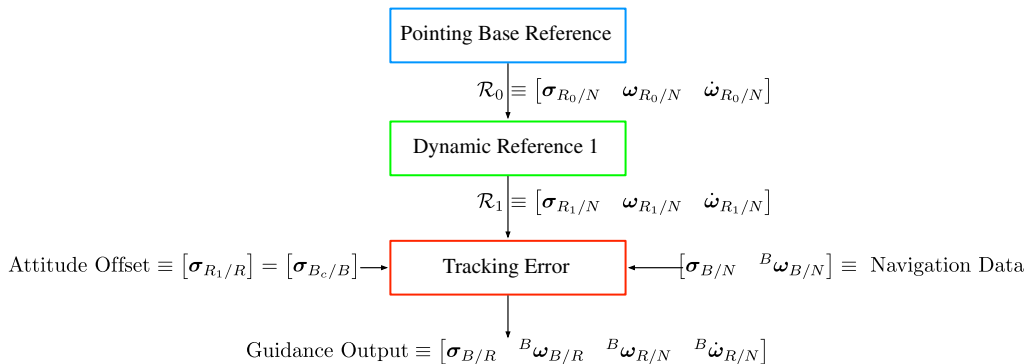 Pointing Base Reference
𝓡₀ ≡ [𝝈_{R₀/N} 𝝎_{R₀/N} 𝝎̇_{R₀/N}]
Dynamic Reference 1
𝓡₁ ≡ [𝝈_{R₁/N} 𝝎_{R₁/N} 𝝎̇_{R₁/N}]
Attitude Offset ≡ [𝝈_{R₁/R}] = [𝝈_{B_c/B}]
Tracking Error
[𝝈_{B/N} ^B𝝎_{B/N}] ≡ Navigation Data
Guidance Output ≡ [𝝈_{B/R} ^B𝝎_{B/R} ^B𝝎_{R/N} ^B𝝎̇_{R/N}]